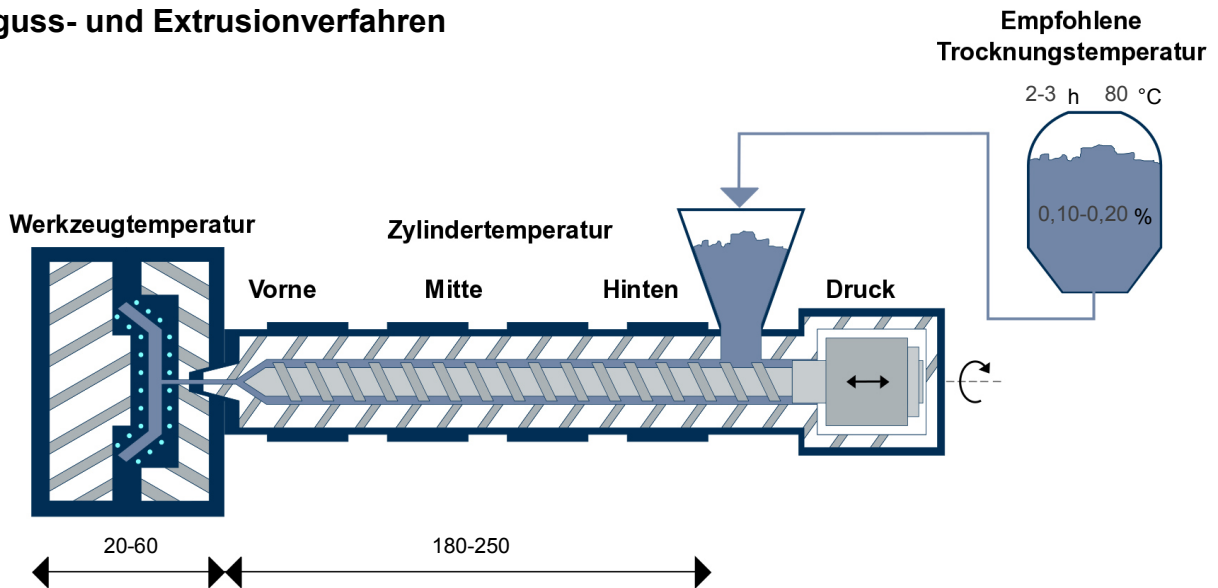 guss- und Extrusionverfahren
Empfohlene
Trocknungstemperatur
2-3 h 80 °C
0,10-0,20 %
Werkzeugtemperatur
Zylindertemperatur
Vorne Mitte Hinten Druck
20-60 180-250